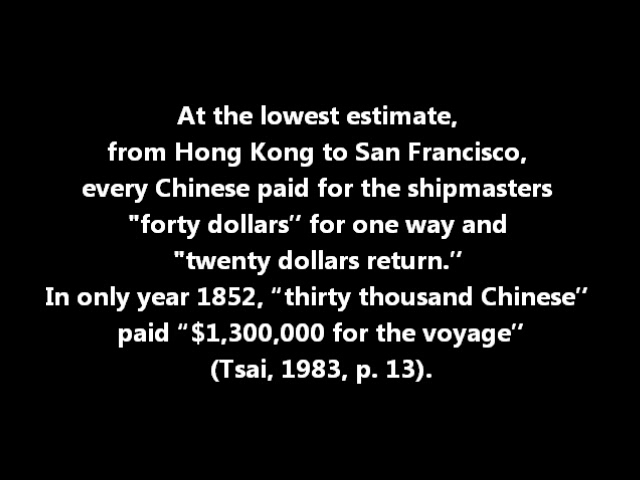 At the lowest estimate,
from Hong Kong to San Francisco,
every Chinese paid for the shipmasters
"forty dollars” for one way and
"twenty dollars return.”
In only year 1852, “thirty thousand Chinese”
paid “$1,300,000 for the voyage”
(Tsai, 1983, p. 13).